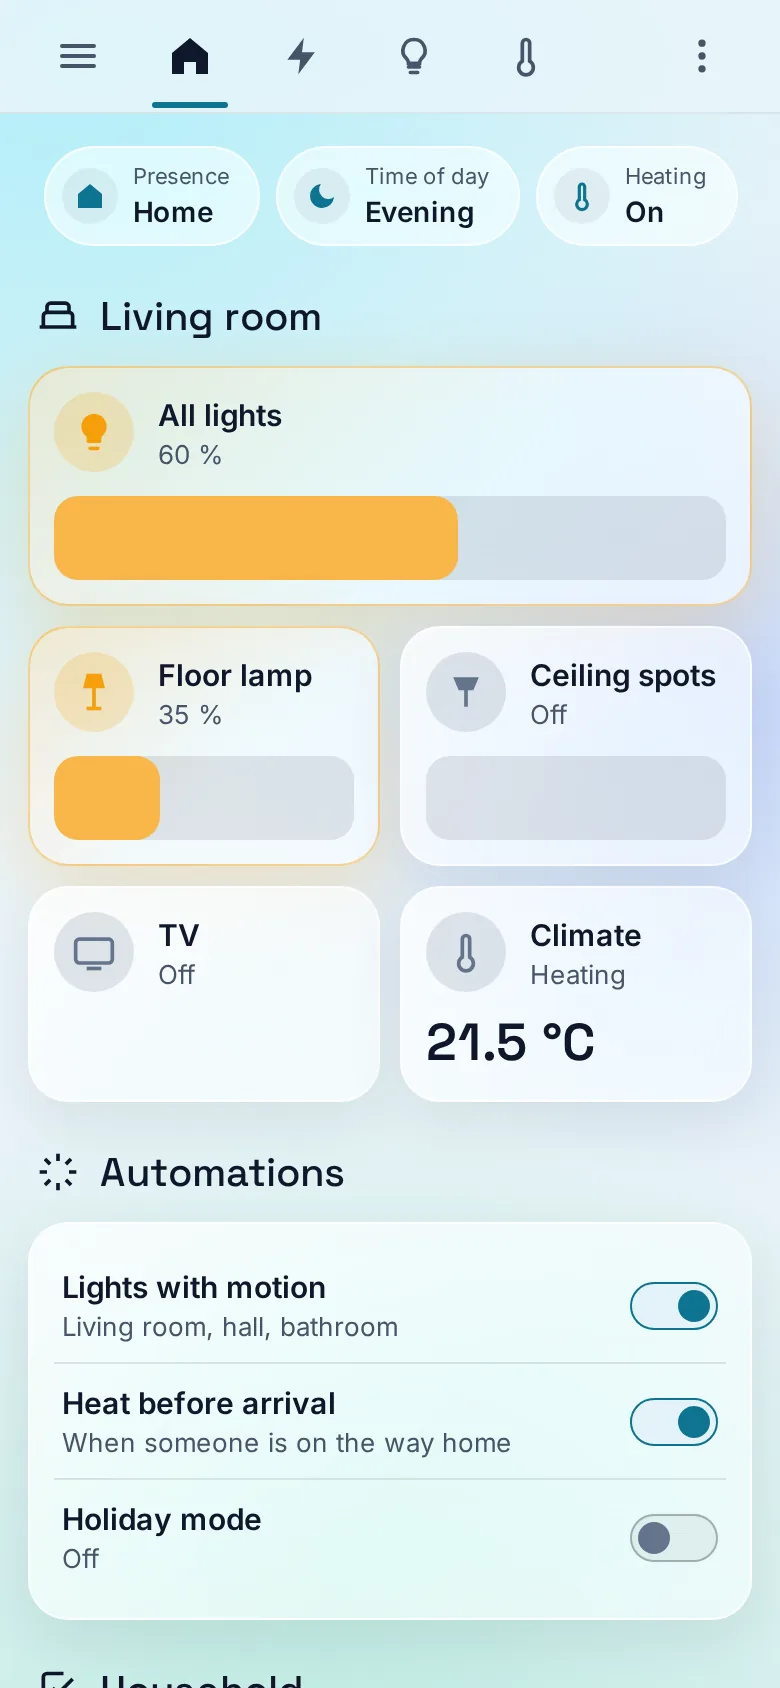 Presence
Home
Time of day
Evening
Heating
On
Living room
All lights
60 %
Floor lamp
35 %
Ceiling spots
Off
TV
Off
Climate
Heating
21.5 °C
Automations
Lights with motion
Living room, hall, bathroom
Heat before arrival
When someone is on the way home
Holiday mode
Off
Household